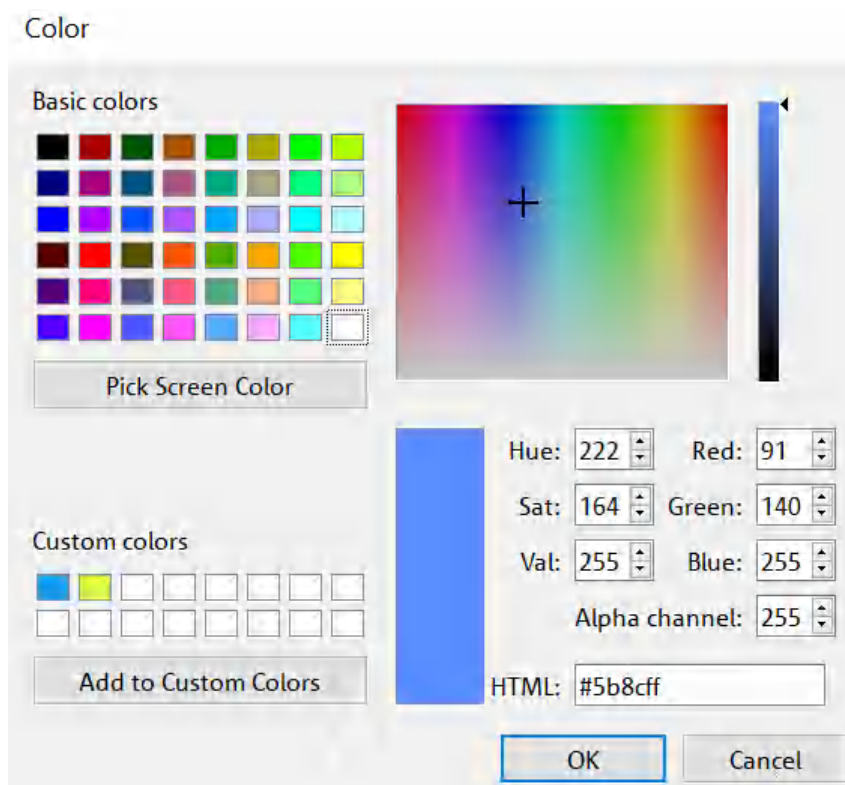 Color
Basic colors
Pick Screen Color
Hue: 222 Red: 91
Sat: 164 Green: 140
Val: 255 Blue: 255
Alpha channel: 255
HTML: #5b8cff
Custom colors
Add to Custom Colors
OK Cancel